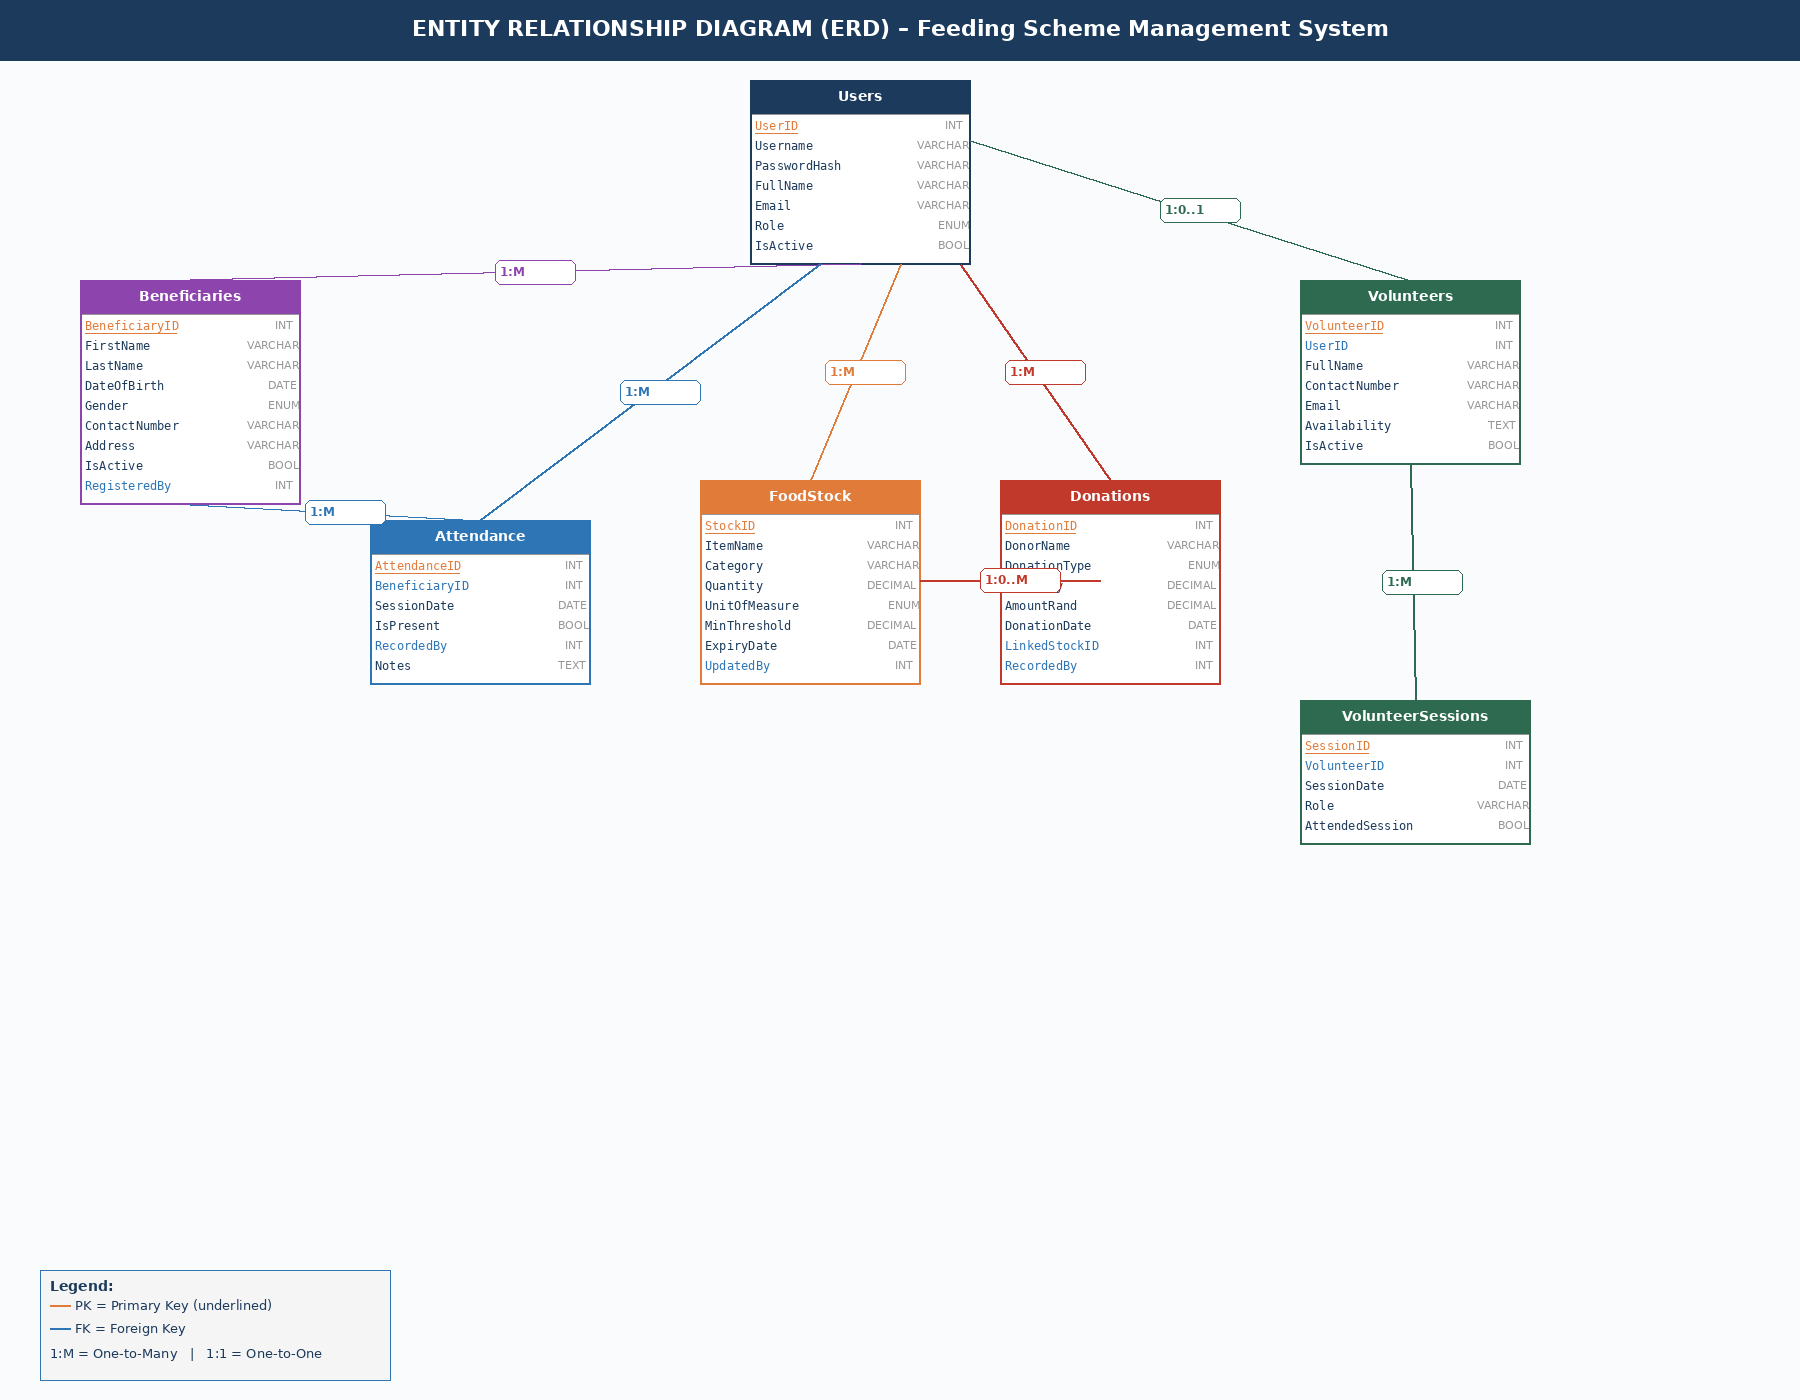 ENTITY RELATIONSHIP DIAGRAM (ERD) – Feeding Scheme Management System
Users
UserID INT
Username VARCHAR
PasswordHash VARCHAR
FullName VARCHAR
Email VARCHAR
Role ENUM
IsActive BOOL
1:0..1
1:M
Beneficiaries
BeneficiaryID INT
FirstName VARCHAR
LastName VARCHAR
DateOfBirth DATE
Gender ENUM
ContactNumber VARCHAR
Address VARCHAR
IsActive BOOL
RegisteredBy INT
Volunteers
VolunteerID INT
UserID INT
FullName VARCHAR
ContactNumber VARCHAR
Email VARCHAR
Availability TEXT
IsActive BOOL
1:M
1:M
1:M
1:M
Attendance
AttendanceID INT
BeneficiaryID INT
SessionDate DATE
IsPresent BOOL
RecordedBy INT
Notes TEXT
FoodStock
StockID INT
ItemName VARCHAR
Category VARCHAR
Quantity DECIMAL
UnitOfMeasure ENUM
MinThreshold DECIMAL
ExpiryDate DATE
UpdatedBy INT
1:0..M
Donations
DonationID INT
DonorName VARCHAR
DonationType ENUM
DECIMAL
AmountRand DECIMAL
DonationDate DATE
LinkedStockID INT
RecordedBy INT
1:M
VolunteerSessions
SessionID INT
VolunteerID INT
SessionDate DATE
Role VARCHAR
AttendedSession BOOL
Legend:
PK = Primary Key (underlined)
FK = Foreign Key
1:M = One-to-Many | 1:1 = One-to-One